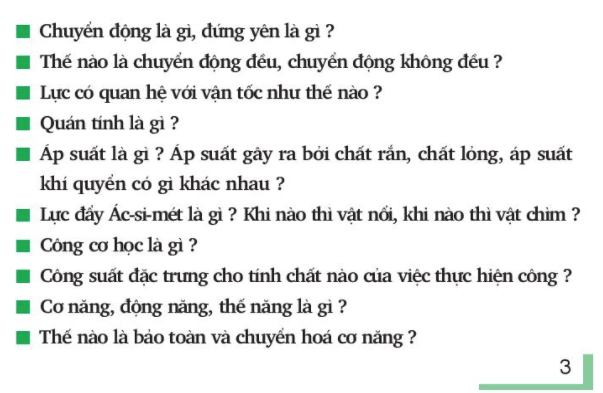 Chuyển động là gì, đứng yên là gì ?
Thế nào là chuyển động đều, chuyển động không đều ?
Lực có quan hệ với vận tốc như thế nào ?
Quán tính là gì ?
Áp suất là gì ? Áp suất gây ra bởi chất rắn, chất lỏng, áp suất
khí quyển có gì khác nhau ?
Lực đẩy Ác-si-mét là gì ? Khi nào thì vật nổi, khi nào thì vật chìm ?
Công cơ học là gì ?
Công suất đặc trưng cho tính chất nào của việc thực hiện công ?
Cơ năng, động năng, thế năng là gì ?
Thế nào là bảo toàn và chuyển hoá cơ năng ?
3